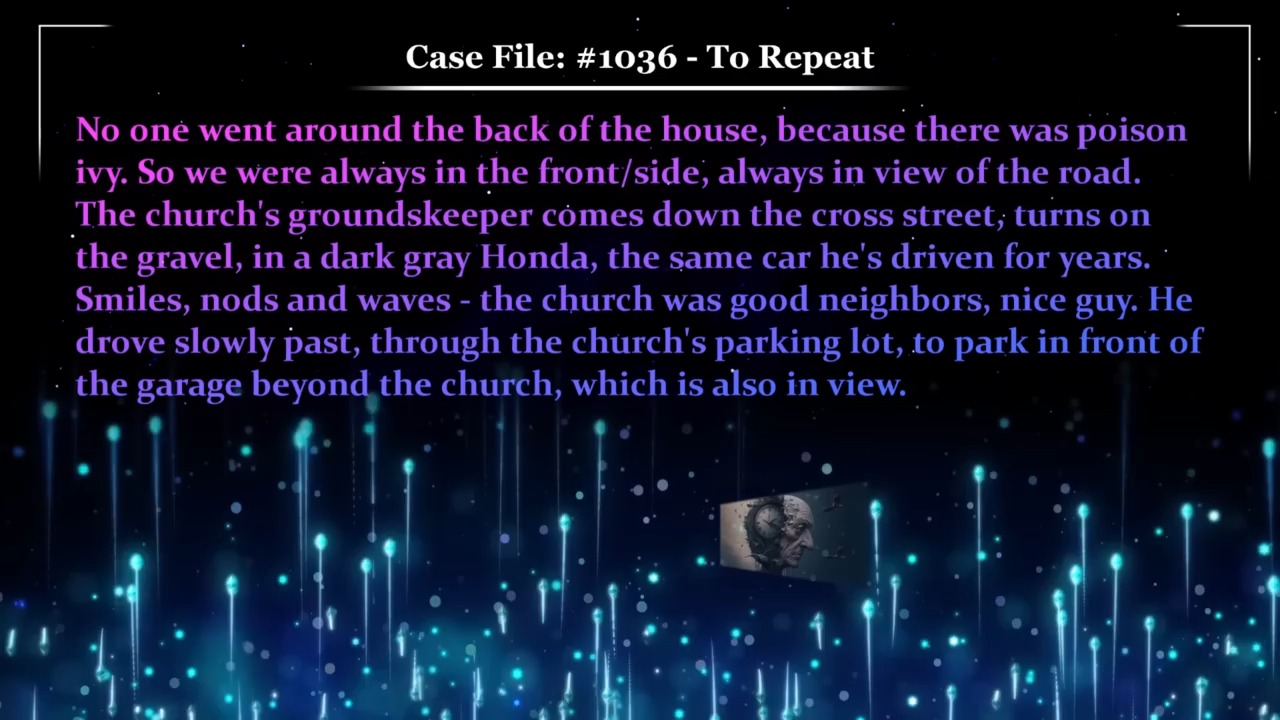 Case File: #1036 - To Repeat
No one went around the back of the house, because there was poison
ivy. So we were always in the front/side, always in view of the road.
The church's groundskeeper comes down the cross street, turns on
the gravel, in a dark gray Honda, the same car he's driven for years.
Smiles, nods and waves - the church was good neighbors, nice guy. He
drove slowly past, through the church's parking lot, to park in front of
the garage beyond the church, which is also in view.